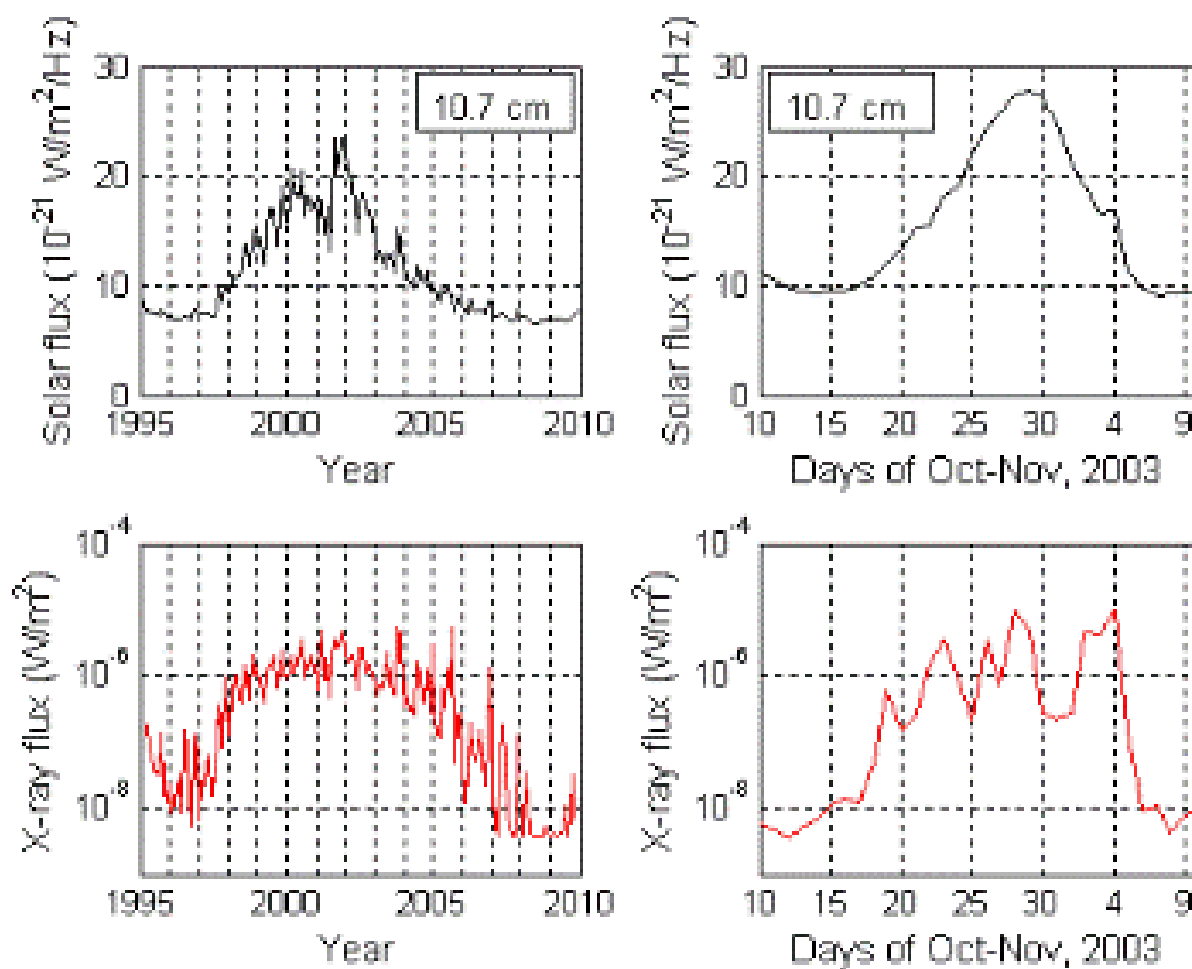 Solar flux (10⁻²¹ W/m²/Hz)
30
20
10
0
10.7 cm
1995 2000 2005 2010
Year
Solar flux (10⁻²¹ W/m²/Hz)
30
20
10
0
10.7 cm
10 15 20 25 30 4 9
Days of Oct-Nov, 2003
X-ray flux (W/m²)
10⁻⁴
10⁻⁶
10⁻⁸
1995 2000 2005 2010
Year
X-ray flux (W/m²)
10⁻⁴
10⁻⁶
10⁻⁸
10 15 20 25 30 4 9
Days of Oct-Nov, 2003